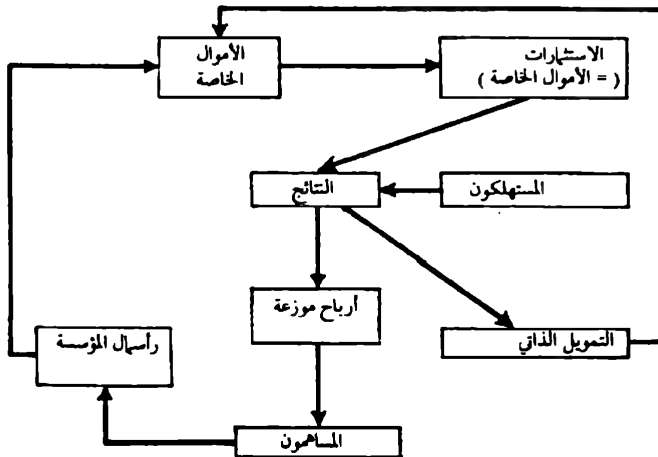 الأموال
الخاصة
الاستثمارات
( = الأموال الخاصة )
النتائج
المستهلكون
أرباح موزعة
رأسمال المؤسسة
التمويل الذاتي
المساهمون